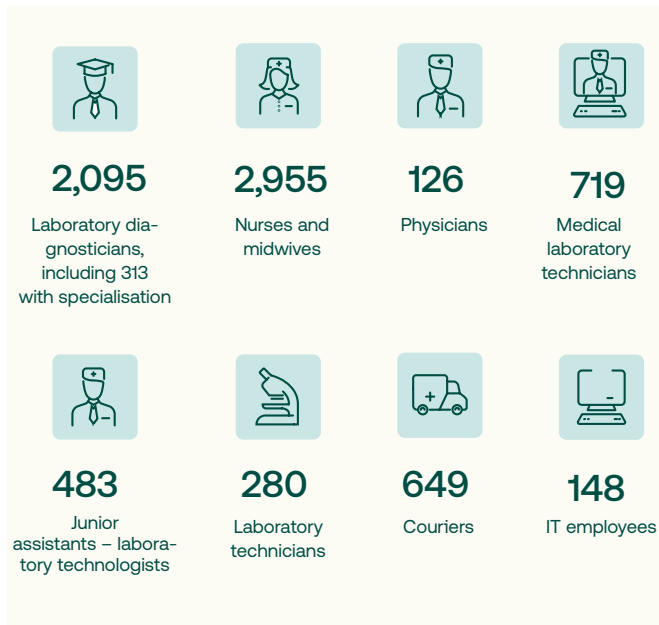 2,095
Laboratory dia-
gnosticians,
including 313
with specialisation
2,955
Nurses and
midwives
126
Physicians
719
Medical
laboratory
technicians
483
Junior
assistants – labora-
tory technologists
280
Laboratory
technicians
649
Couriers
148
IT employees